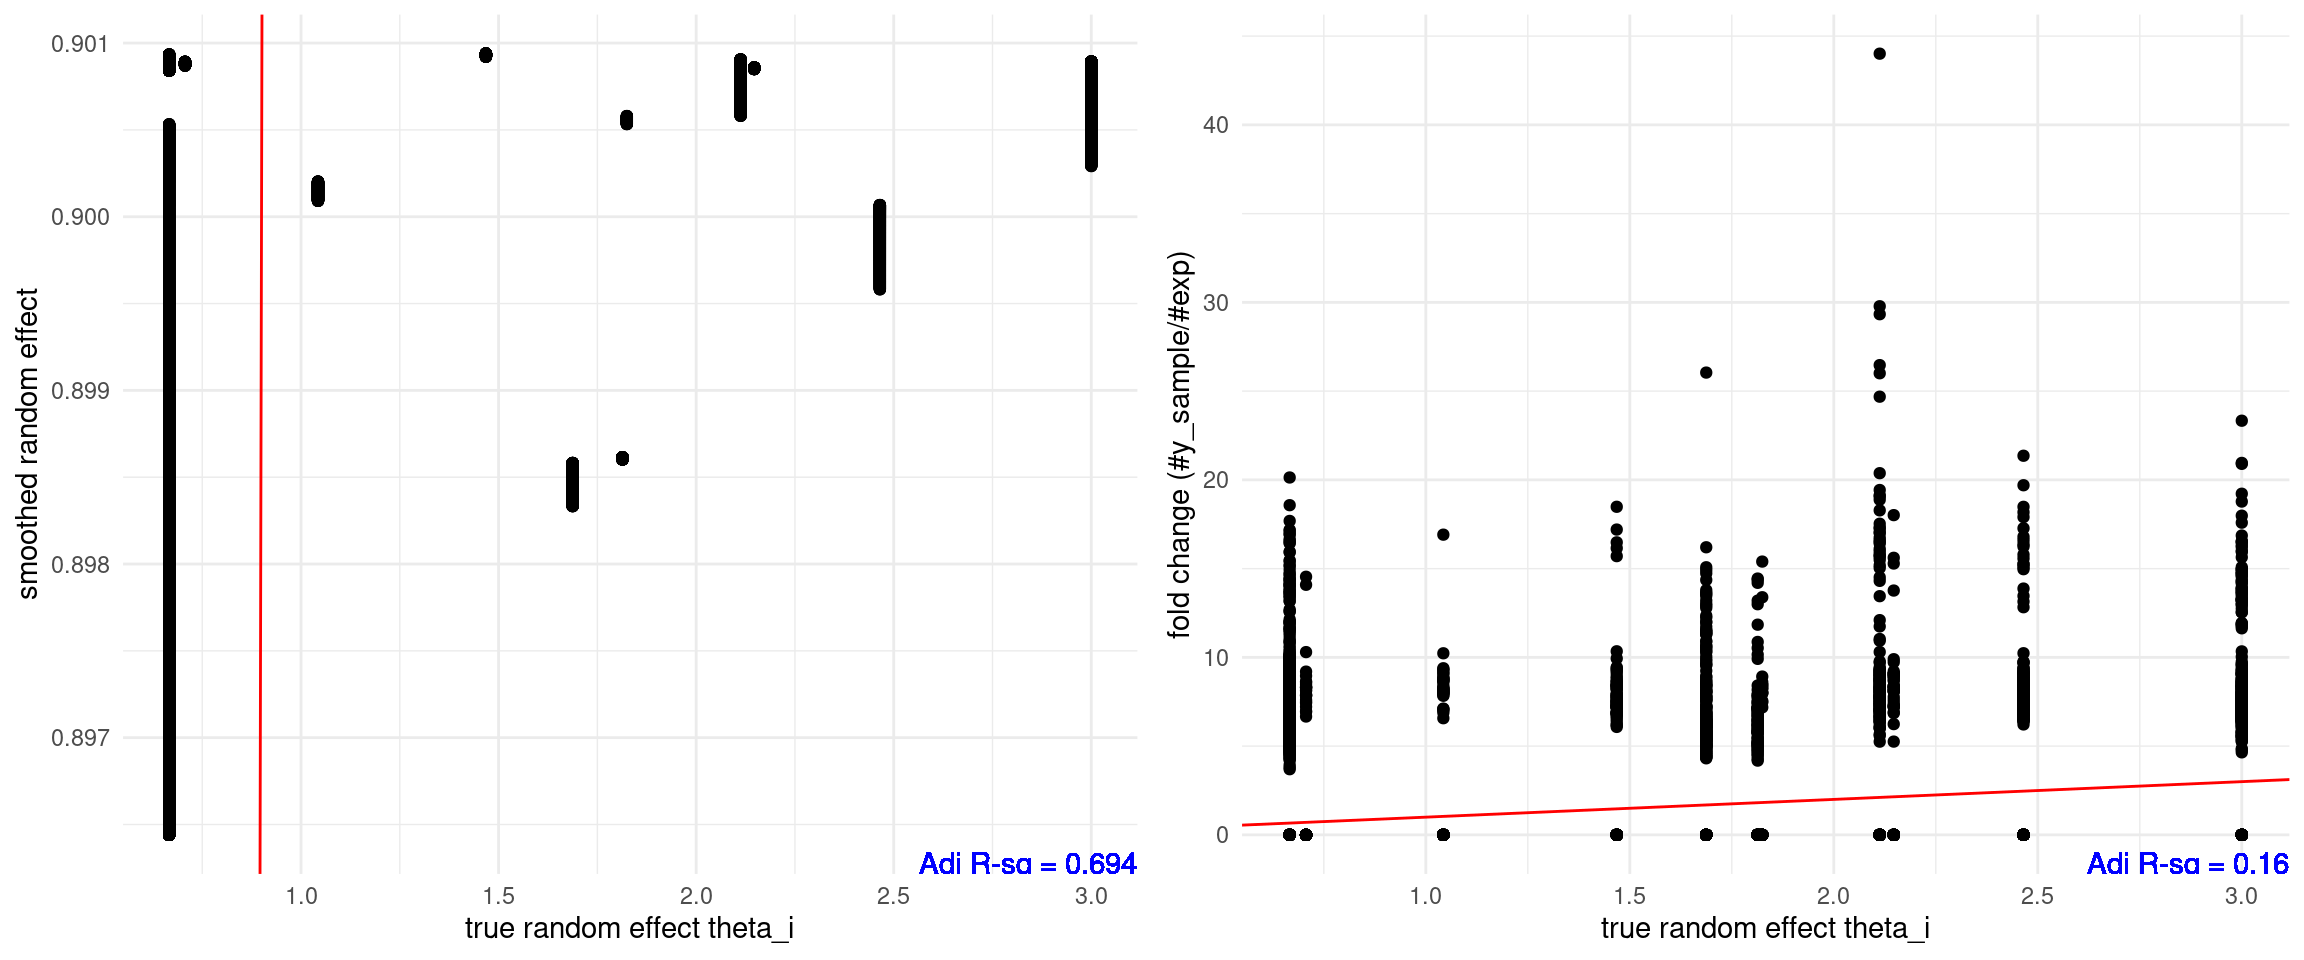 smoothed random effect
0.901
0.900
0.899
0.898
0.897
1.0 1.5 2.0 2.5 3.0
true random effect theta_i
Adj R-sq = 0.694
fold change (#y_sample/#exp)
40
30
20
10
0
1.0 1.5 2.0 2.5 3.0
true random effect theta_i
Adj R-sq = 0.16